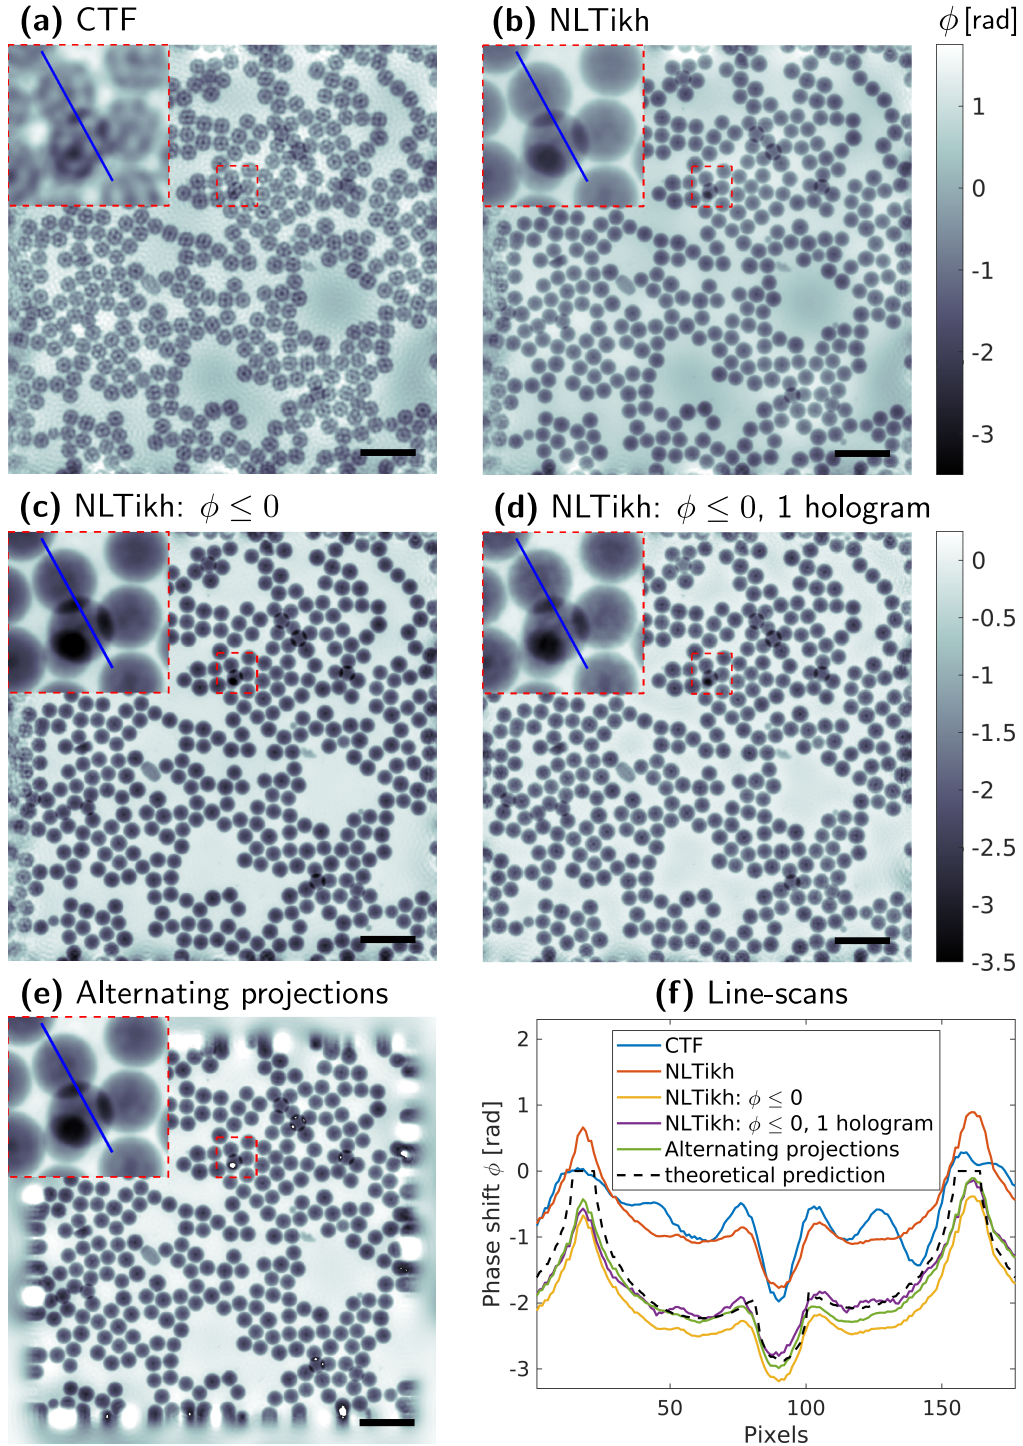 (a) CTF
(b) NLTikh
ϕ [rad]
1
0
-1
-2
-3
(c) NLTikh: ϕ ≤ 0
(d) NLTikh: ϕ ≤ 0, 1 hologram
0
-0.5
-1
-1.5
-2
-2.5
-3
-3.5
(e) Alternating projections
(f) Line-scans
2
1
0
-1
-2
-3
Phase shift ϕ [rad]
CTF
NLTikh
NLTikh: ϕ ≤ 0
NLTikh: ϕ ≤ 0, 1 hologram
Alternating projections
theoretical prediction
50
100
150
Pixels